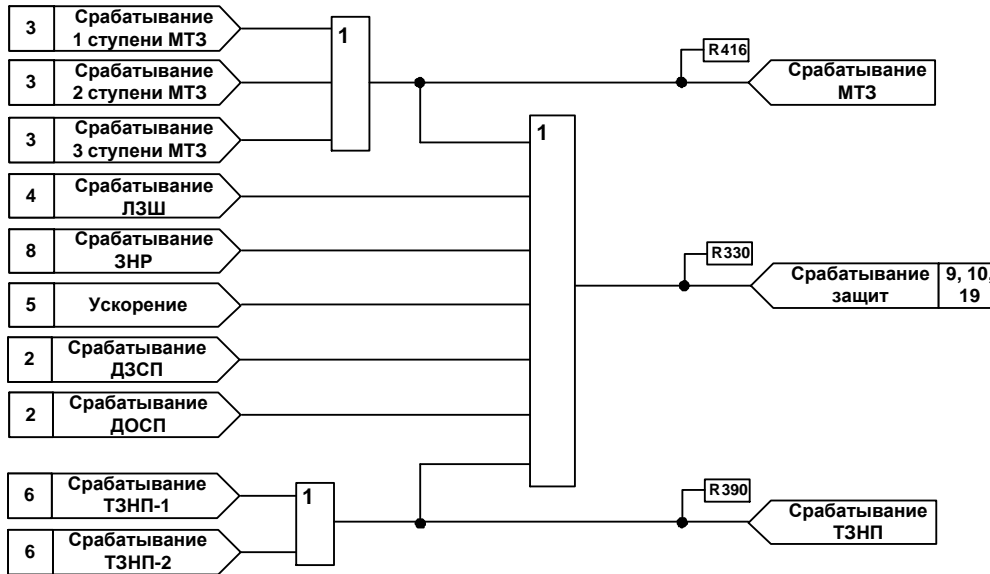 3
Срабатывание
1 ступени МТЗ
3
Срабатывание
2 ступени МТЗ
3
Срабатывание
3 ступени МТЗ
4
Срабатывание
ЛЗШ
8
Срабатывание
ЗНР
5
Ускорение
2
Срабатывание
ДЗСП
2
Срабатывание
ДОСП
6
Срабатывание
ТЗНП-1
6
Срабатывание
ТЗНП-2
1
1
1
R416
Срабатывание
МТЗ
R330
Срабатывание
защит
9, 10,
19
R390
Срабатывание
ТЗНП